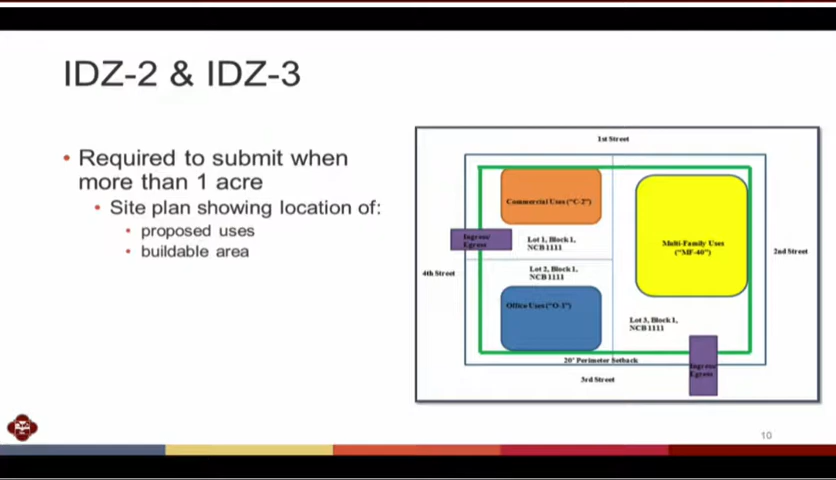 IDZ-2 & IDZ-3
• Required to submit when
more than 1 acre
• Site plan showing location of:
• proposed uses
• buildable area
1st Street
Commercial Uses ("C-2")
Ingress/
Egress
Lot 1, Block 1,
NCB 1111
Multi-Family Uses
("MF-40")
2nd Street
4th Street
Lot 2, Block 1,
NCB 1111
Office Uses ("O-1")
Lot 3, Block 1,
NCB 1111
20' Perimeter Setback
Ingress/
Egress
3rd Street
10